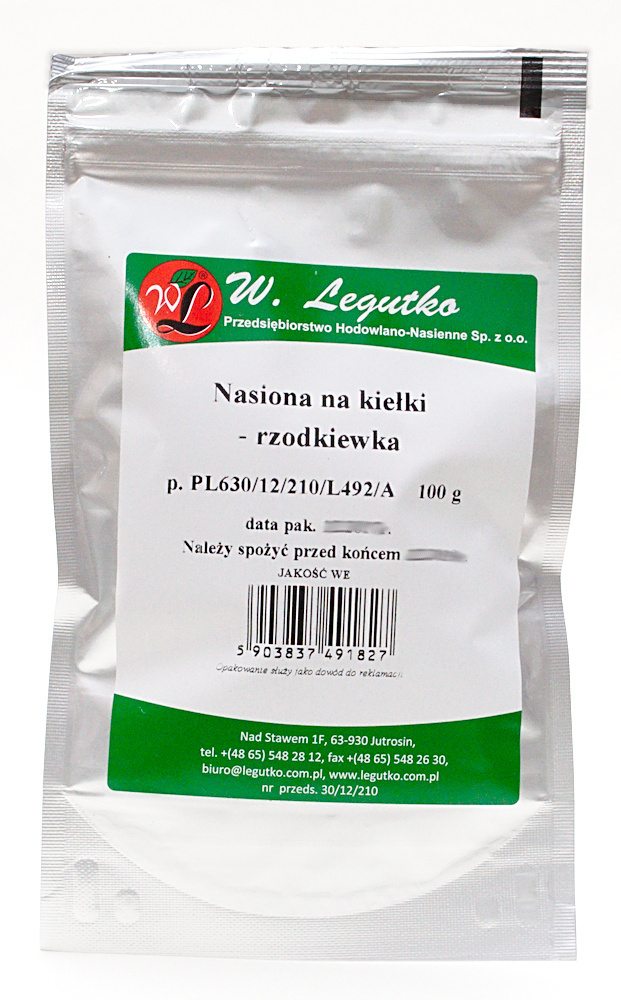 WL®
W. Legutko
Przedsiębiorstwo Hodowlano-Nasienne Sp. z o.o.
Nasiona na kiełki
- rzodkiewka
p. PL630/12/210/L492/A 100 g
data pak.
Należy spożyć przed końcem
JAKOŚĆ WE
5 903837 491827
Opakowanie służy jako dowód do reklamacji
Nad Stawem 1F, 63-930 Jutrosin,
tel. +(48 65) 548 28 12, fax +(48 65) 548 26 30,
biuro@legutko.com.pl, www.legutko.com.pl
nr przeds. 30/12/210